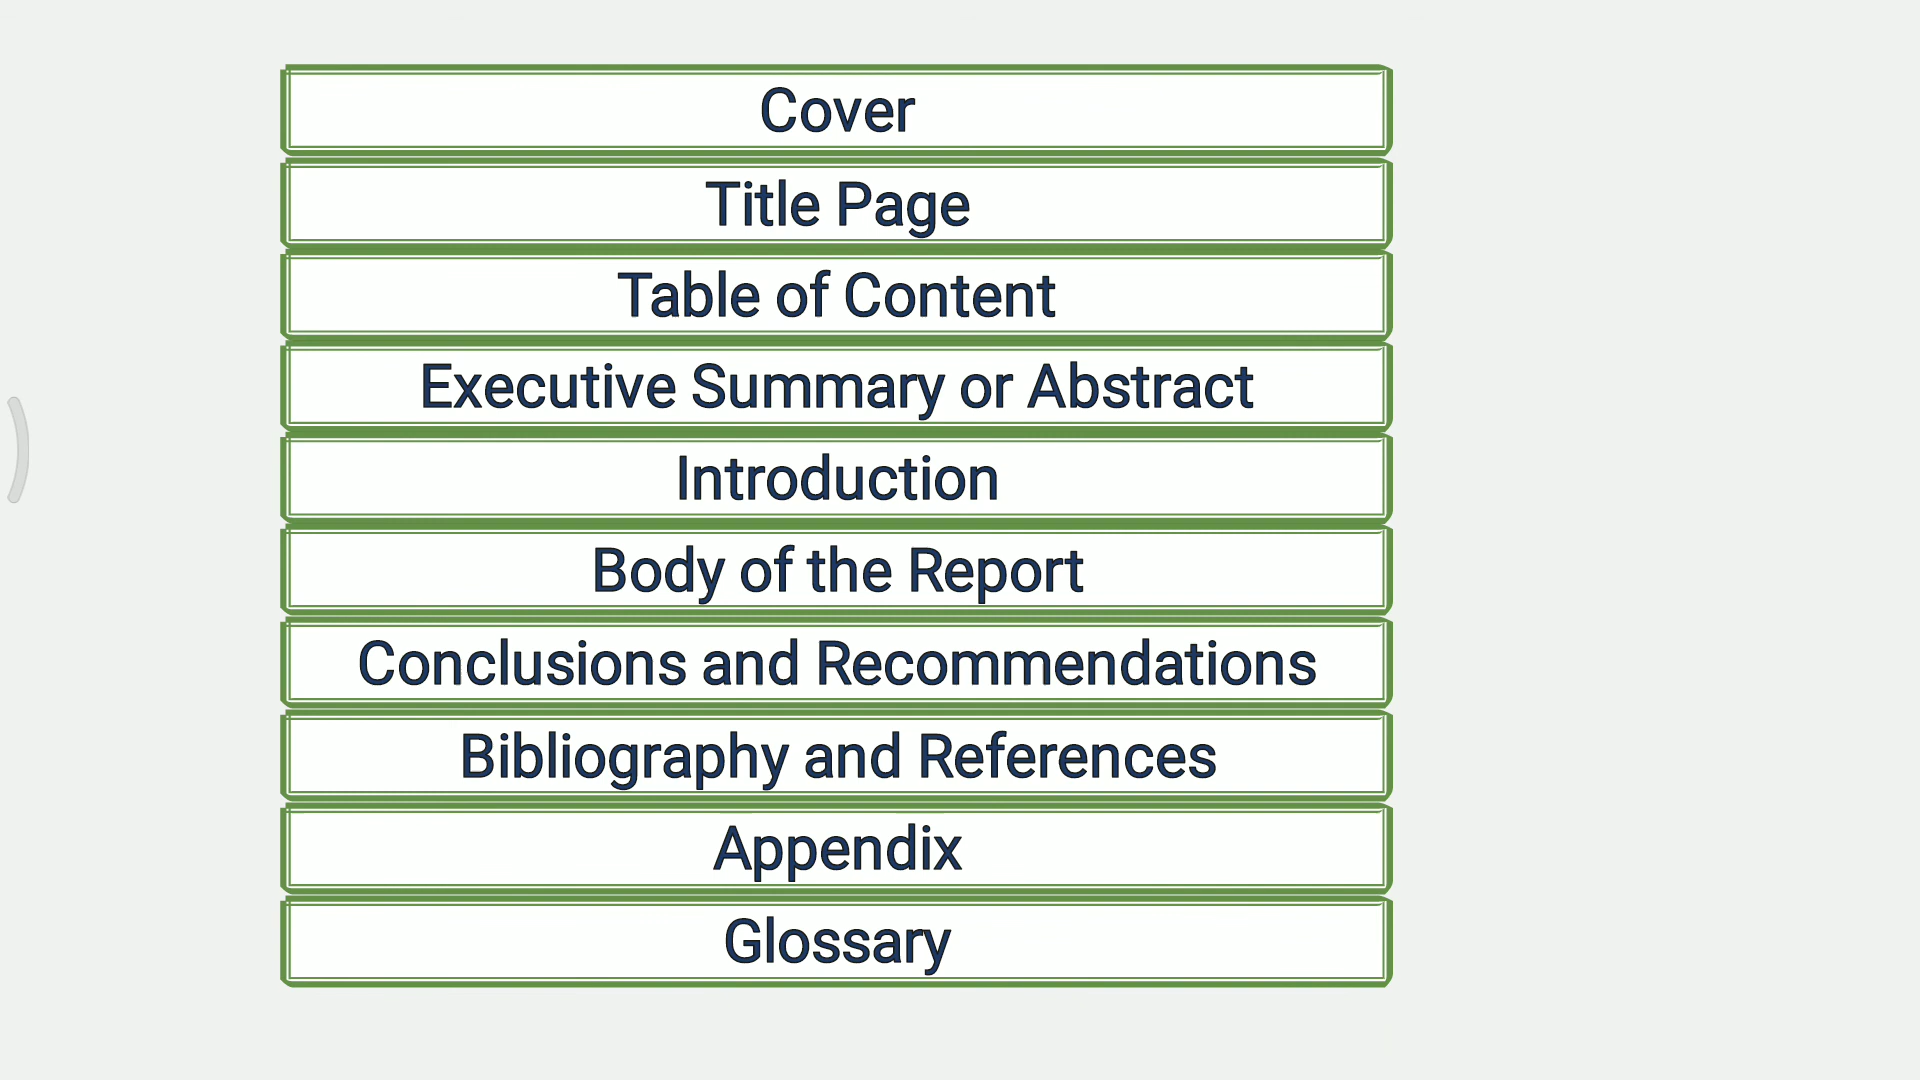 Cover
Title Page
Table of Content
Executive Summary or Abstract
Introduction
Body of the Report
Conclusions and Recommendations
Bibliography and References
Appendix
Glossary